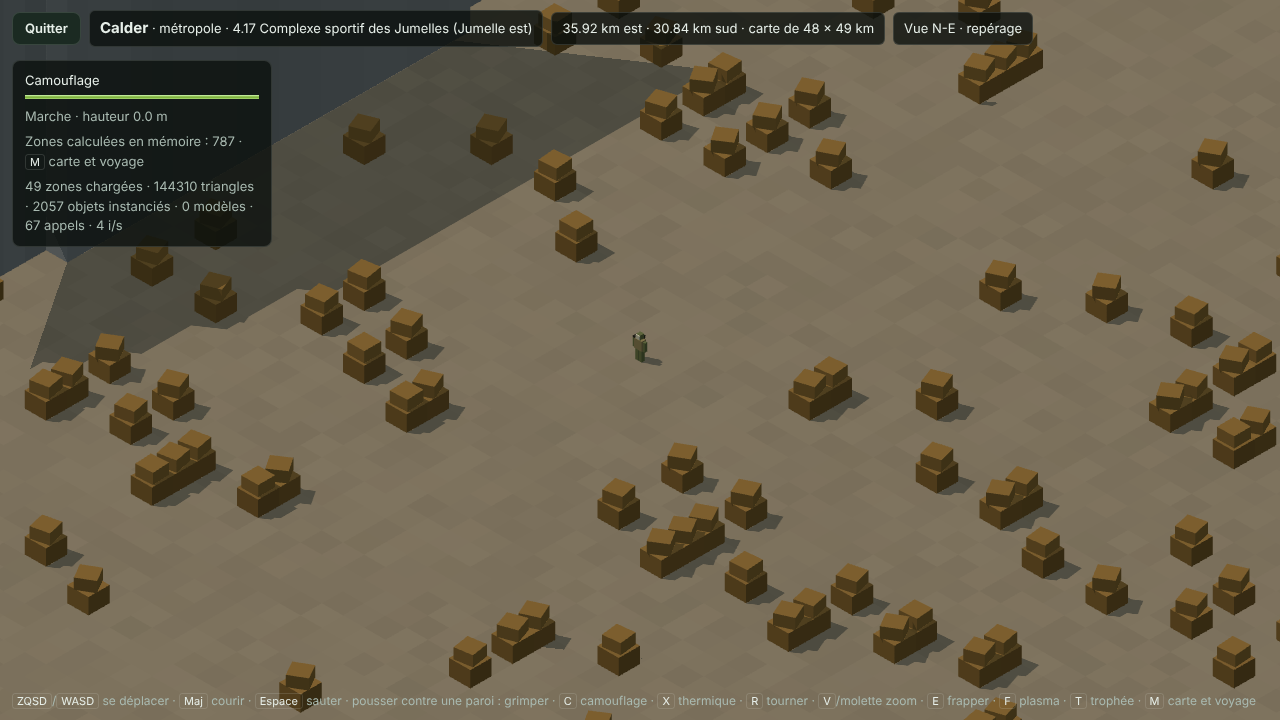 Quitter
Calder · métropole · 4.17 Complexe sportif des Jumelles (Jumelle est)
35.92 km est · 30.84 km sud · carte de 48 × 49 km
Vue N-E · repérage
Camouflage
Marche · hauteur 0.0 m
Zones calculées en mémoire : 787 ·
M carte et voyage
49 zones chargées · 144310 triangles
· 2057 objets instanciés · 0 modèles ·
67 appels · 4 i/s
ZQSD / WASD se déplacer · Maj courir · Espace sauter · pousser contre une paroi : grimper · C camouflage · X thermique · R tourner · V /molette zoom · E frapper · F plasma · T trophée · M carte et voyage